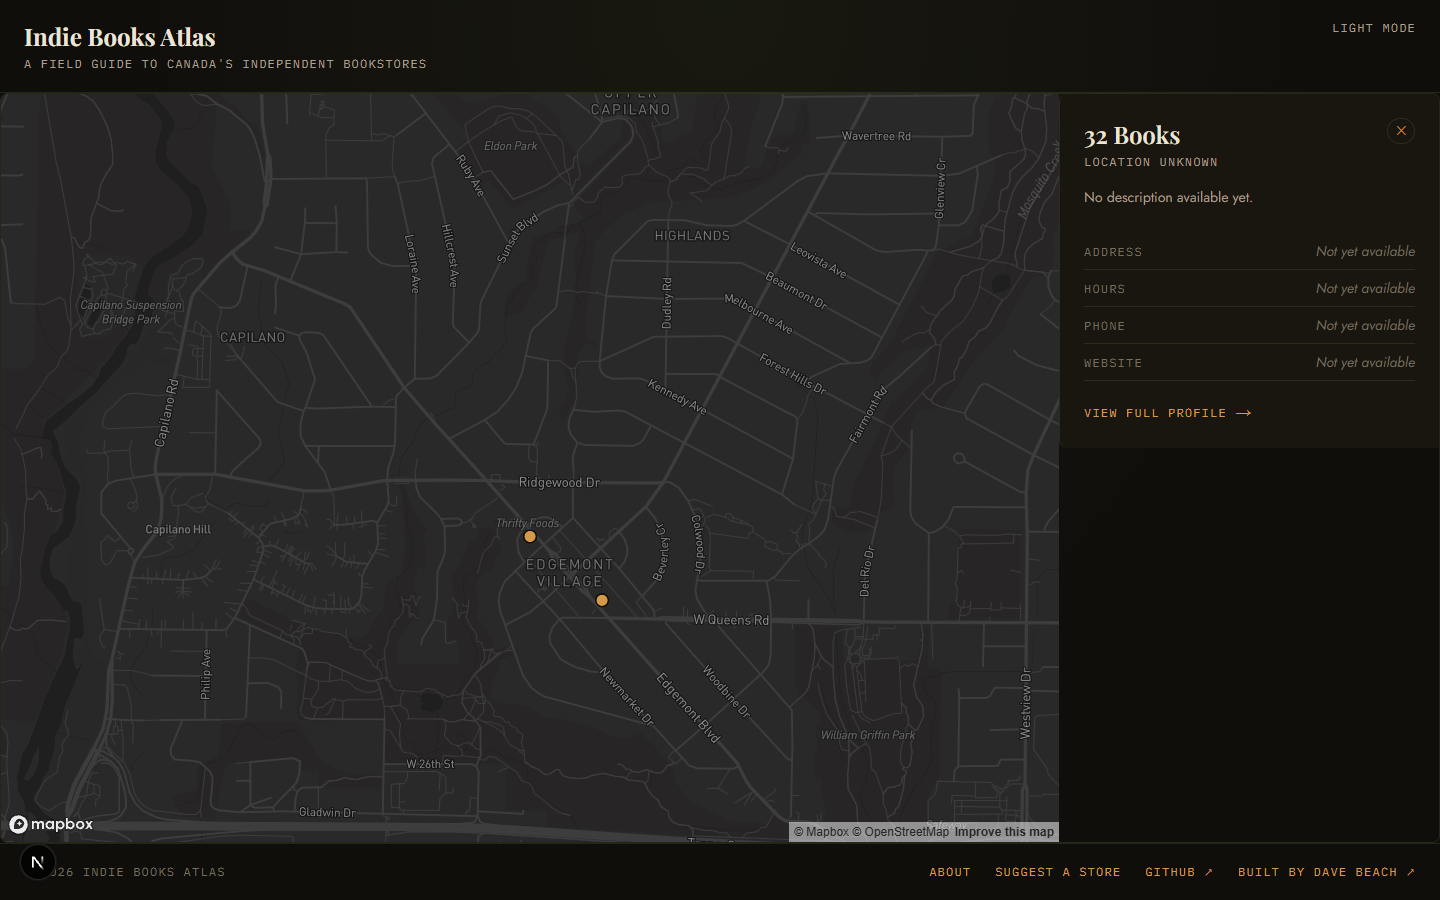 Indie Books Atlas
A FIELD GUIDE TO CANADA'S INDEPENDENT BOOKSTORES
LIGHT MODE
UPPER
CAPILANO
Eldon Park
Wavertree Rd
Ruby Ave
Glenview Cr
Mosquito Creek
Sunset Blvd
Loraine Ave
Hillcrest Ave
HIGHLANDS
Leovista Ave
Beaumont Dr
Dudley Rd
Melbourne Ave
Capilano Suspension
Bridge Park
CAPILANO
Forest Hills Dr
Kennedy Ave
Capilano Rd
Fairmont Rd
Ridgewood Dr
Thrifty Foods
Capilano Hill
EDGEMONT
VILLAGE
Beverley Cr
Colwood Dr
Del Rio Dr
W Queens Rd
Philip Ave
Newmarket Dr
Edgemont Blvd
Woodbine Dr
Westview Dr
William Griffin Park
W 26th St
Gladwin Dr
mapbox
© Mapbox © OpenStreetMap Improve this map
32 Books
LOCATION UNKNOWN
No description available yet.
ADDRESS Not yet available
HOURS Not yet available
PHONE Not yet available
WEBSITE Not yet available
VIEW FULL PROFILE →
N
26 INDIE BOOKS ATLAS
ABOUT SUGGEST A STORE GITHUB ↗ BUILT BY DAVE BEACH ↗